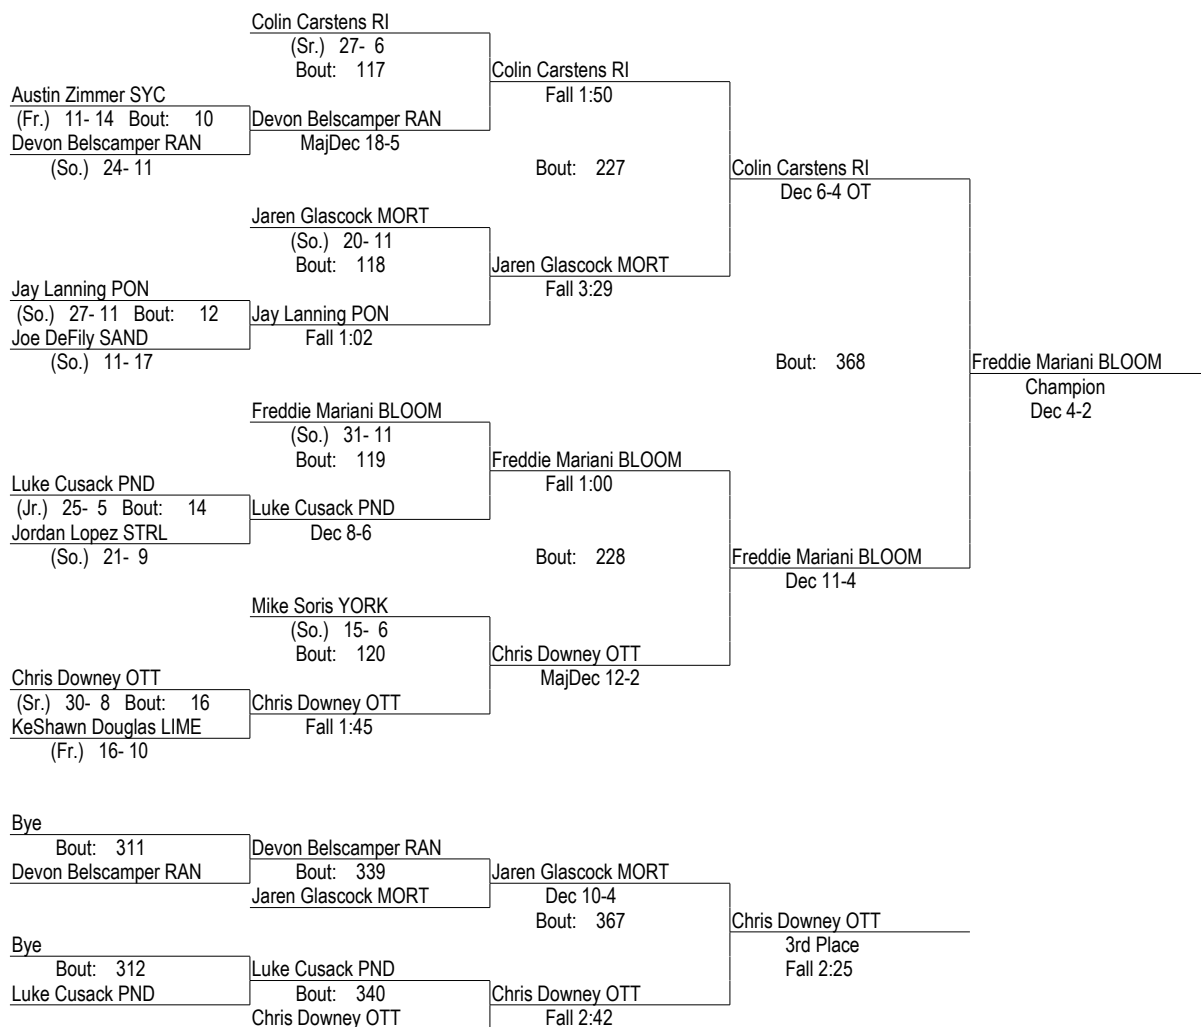 Colin Carstens RI
(Sr.) 27- 6
Bout: 117
Colin Carstens RI
Fall 1:50
Austin Zimmer SYC
(Fr.) 11- 14 Bout: 10
Devon Belscamper RAN
Devon Belscamper RAN
MajDec 18-5
(So.) 24- 11
Bout: 227
Colin Carstens RI
Dec 6-4 OT
Jaren Glascock MORT
(So.) 20- 11
Bout: 118
Jaren Glascock MORT
Fall 3:29
Jay Lanning PON
(So.) 27- 11 Bout: 12
Jay Lanning PON
Joe DeFily SAND
Fall 1:02
(So.) 11- 17
Bout: 368
Freddie Mariani BLOOM
Champion
Dec 4-2
Freddie Mariani BLOOM
(So.) 31- 11
Bout: 119
Freddie Mariani BLOOM
Fall 1:00
Luke Cusack PND
(Jr.) 25- 5 Bout: 14
Luke Cusack PND
Jordan Lopez STRL
Dec 8-6
(So.) 21- 9
Bout: 228
Freddie Mariani BLOOM
Dec 11-4
Mike Soris YORK
(So.) 15- 6
Bout: 120
Chris Downey OTT
MajDec 12-2
Chris Downey OTT
(Sr.) 30- 8 Bout: 16
Chris Downey OTT
KeShawn Douglas LIME
Fall 1:45
(Fr.) 16- 10
Bye
Bout: 311
Devon Belscamper RAN
Devon Belscamper RAN
Bout: 339
Jaren Glascock MORT
Jaren Glascock MORT
Dec 10-4
Bout: 367
Chris Downey OTT
3rd Place
Fall 2:25
Bye
Bout: 312
Luke Cusack PND
Luke Cusack PND
Bout: 340
Chris Downey OTT
Chris Downey OTT
Fall 2:42